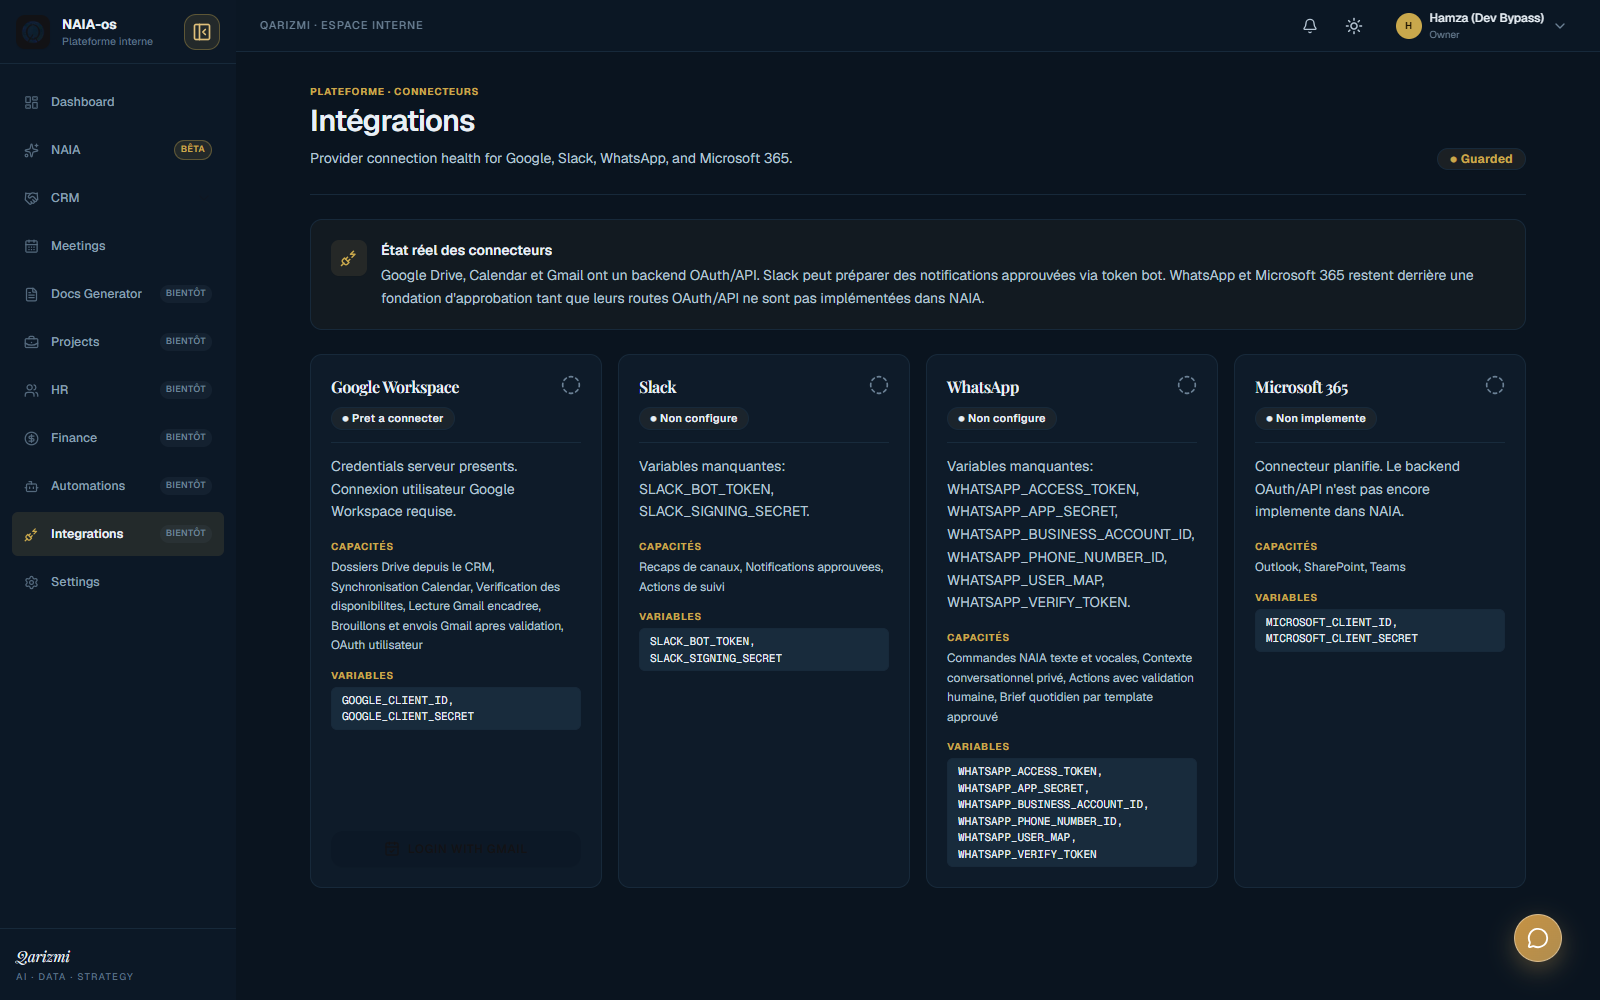 NAIA-os
Plateforme interne
QARIZMI · ESPACE INTERNE
H
Hamza (Dev Bypass)
Owner
Dashboard
NAIA
BÊTA
CRM
Meetings
Docs Generator
BIENTÔT
Projects
BIENTÔT
HR
BIENTÔT
Finance
BIENTÔT
Automations
BIENTÔT
Integrations
BIENTÔT
Settings
Qarizmi
AI · DATA · STRATEGY
PLATEFORME · CONNECTEURS
Intégrations
Provider connection health for Google, Slack, WhatsApp, and Microsoft 365.
Guarded
État réel des connecteurs
Google Drive, Calendar et Gmail ont un backend OAuth/API. Slack peut préparer des notifications approuvées via token bot. WhatsApp et Microsoft 365 restent derrière une
fondation d'approbation tant que leurs routes OAuth/API ne sont pas implémentées dans NAIA.
Google Workspace
Pret a connecter
Credentials serveur presents.
Connexion utilisateur Google
Workspace requise.
CAPACITÉS
Dossiers Drive depuis le CRM,
Synchronisation Calendar, Verification des
disponibilites, Lecture Gmail encadree,
Brouillons et envois Gmail apres validation,
OAuth utilisateur
VARIABLES
GOOGLE_CLIENT_ID,
GOOGLE_CLIENT_SECRET
Slack
Non configure
Variables manquantes:
SLACK_BOT_TOKEN,
SLACK_SIGNING_SECRET.
CAPACITÉS
Recaps de canaux, Notifications approuvees,
Actions de suivi
VARIABLES
SLACK_BOT_TOKEN,
SLACK_SIGNING_SECRET
WhatsApp
Non configure
Variables manquantes:
WHATSAPP_ACCESS_TOKEN,
WHATSAPP_APP_SECRET,
WHATSAPP_BUSINESS_ACCOUNT_ID,
WHATSAPP_PHONE_NUMBER_ID,
WHATSAPP_USER_MAP,
WHATSAPP_VERIFY_TOKEN.
CAPACITÉS
Commandes NAIA texte et vocales, Contexte
conversationnel privé, Actions avec validation
humaine, Brief quotidien par template
approuvé
VARIABLES
WHATSAPP_ACCESS_TOKEN,
WHATSAPP_APP_SECRET,
WHATSAPP_BUSINESS_ACCOUNT_ID,
WHATSAPP_PHONE_NUMBER_ID,
WHATSAPP_USER_MAP,
WHATSAPP_VERIFY_TOKEN
Microsoft 365
Non implemente
Connecteur planifie. Le backend
OAuth/API n'est pas encore
implemente dans NAIA.
CAPACITÉS
Outlook, SharePoint, Teams
VARIABLES
MICROSOFT_CLIENT_ID,
MICROSOFT_CLIENT_SECRET